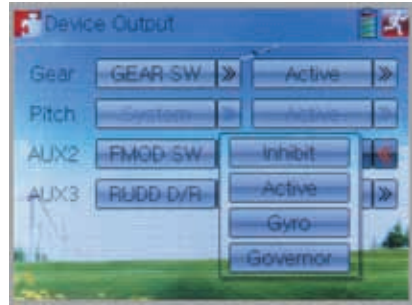 Device Output
Gear GEAR SW » Active »
Pitch System » Active »
AUX2 FMOD SW Inhibit
AUX3 RUDD D/R Active »
Gyro
Governor